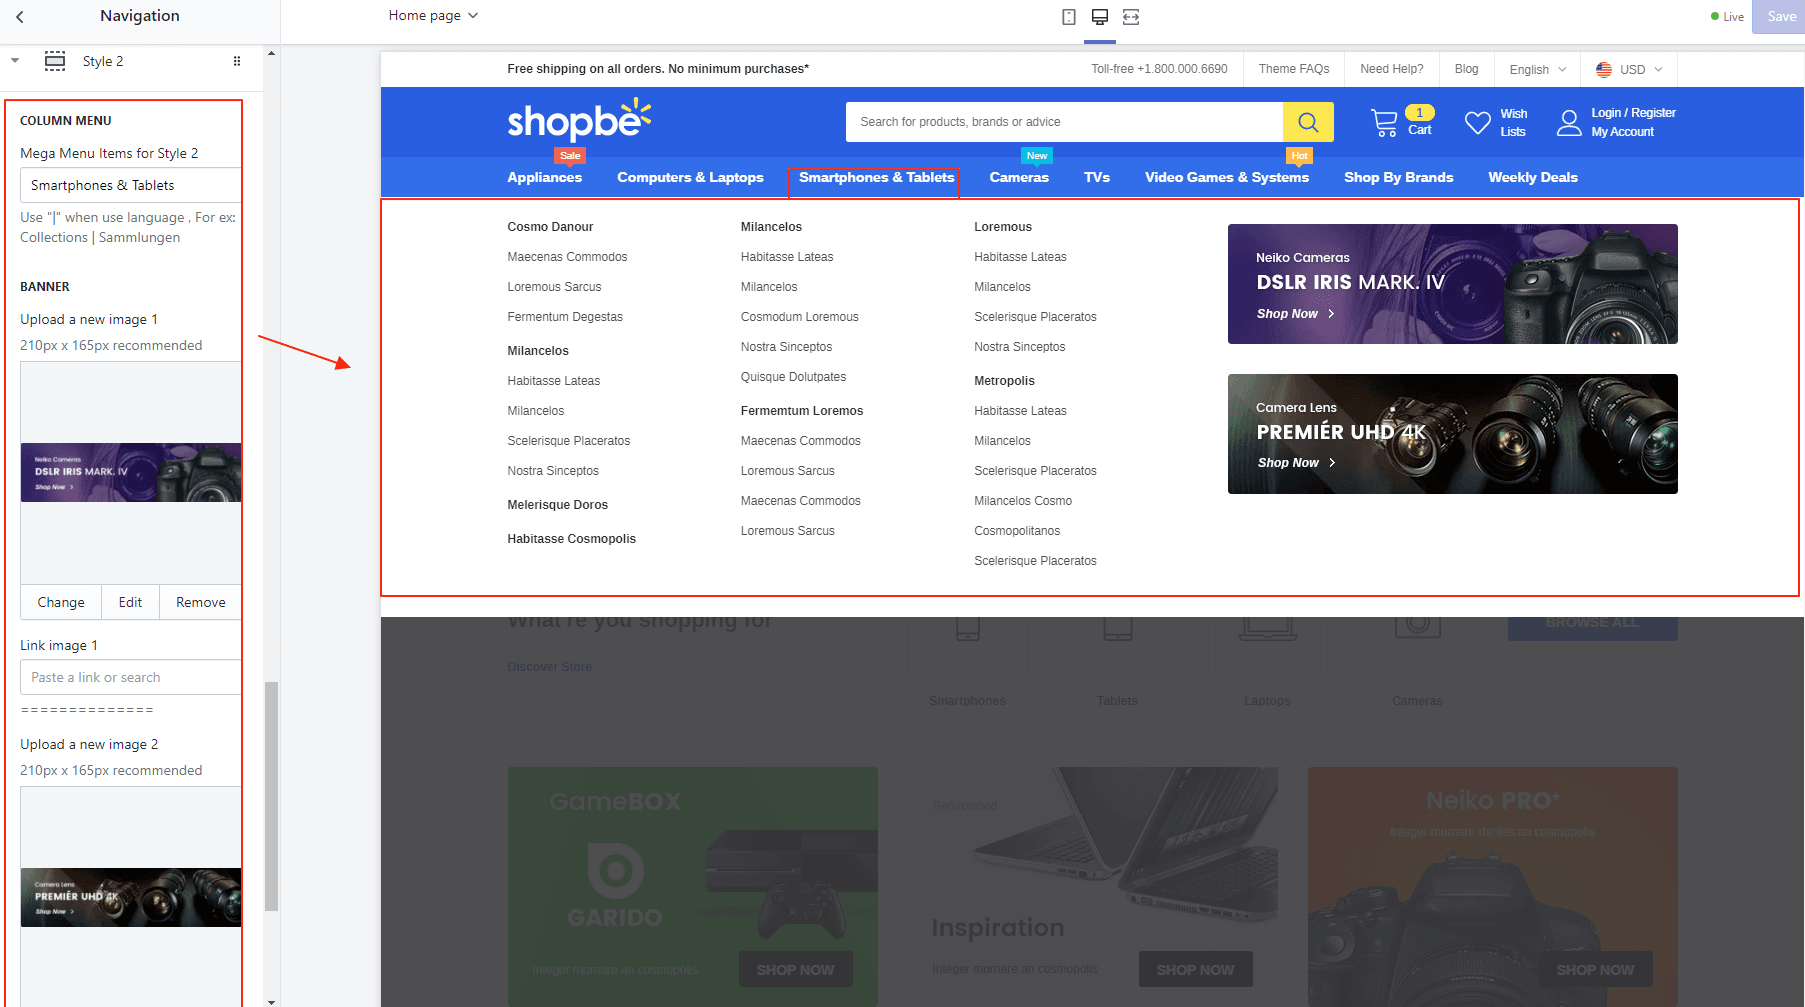 Navigation
Home page
Live
Save
Style 2
COLUMN MENU
Mega Menu Items for Style 2
Smartphones & Tablets
Use "|" when use language , For ex:
Collections | Sammlungen
BANNER
Upload a new image 1
210px x 165px recommended
Neiko Cameras
DSLR IRIS MARK. IV
Shop Now
Change
Edit
Remove
Link image 1
Paste a link or search
==============
Upload a new image 2
210px x 165px recommended
Camera Lens
PREMIÉR UHD 4K
Shop Now
Free shipping on all orders. No minimum purchases*
Toll-free +1.800.000.6690
Theme FAQs
Need Help?
Blog
English
USD
shopbe
Search for products, brands or advice
1
Cart
Wish
Lists
Login / Register
My Account
Sale
New
Hot
Appliances
Computers & Laptops
Smartphones & Tablets
Cameras
TVs
Video Games & Systems
Shop By Brands
Weekly Deals
Cosmo Danour
Maecenas Commodos
Loremous Sarcus
Fermentum Degestas
Milancelos
Habitasse Lateas
Milancelos
Scelerisque Placeratos
Nostra Sinceptos
Melerisque Doros
Habitasse Cosmopolis
Milancelos
Habitasse Lateas
Milancelos
Cosmodum Loremous
Nostra Sinceptos
Quisque Dolutpates
Fermemtum Loremos
Maecenas Commodos
Loremous Sarcus
Maecenas Commodos
Loremous Sarcus
Loremous
Habitasse Lateas
Milancelos
Scelerisque Placeratos
Nostra Sinceptos
Metropolis
Habitasse Lateas
Milancelos
Scelerisque Placeratos
Milancelos Cosmo
Cosmopolitanos
Scelerisque Placeratos
Neiko Cameras
DSLR IRIS MARK. IV
Shop Now
Camera Lens
PREMIÉR UHD 4K
Shop Now
What're you shopping for
Discover Store
Smartphones
Tablets
Laptops
Cameras
BROWSE ALL
GameBOX
GARIDO
Integer mornare an cosmopolis
SHOP NOW
Refurbished
Inspiration
Integer mornare an cosmopolis
SHOP NOW
Neiko PRO+
Integer mornare dantes an cosmopolis
SHOP NOW